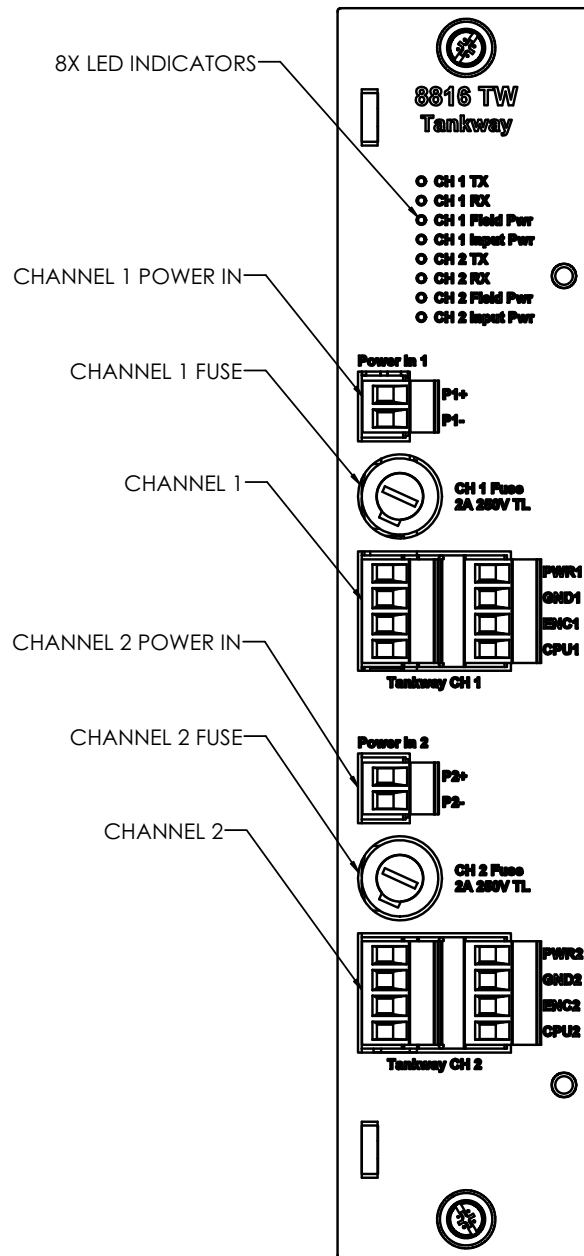 8X LED INDICATORS
8816 TW
Tankway
CH 1 TX
CH 1 RX
CH 1 Field Pwr
CH 1 Input Pwr
CH 2 TX
CH 2 RX
CH 2 Field Pwr
CH 2 Input Pwr
CHANNEL 1 POWER IN
Power In 1
P1+
P1-
CHANNEL 1 FUSE
CH 1 Fuse
2A 250V TL
CHANNEL 1
PWR1
GND1
ENC1
CPU1
Tankway CH 1
CHANNEL 2 POWER IN
Power In 2
P2+
P2-
CHANNEL 2 FUSE
CH 2 Fuse
2A 250V TL
CHANNEL 2
PWR2
GND2
ENC2
CPU2
Tankway CH 2